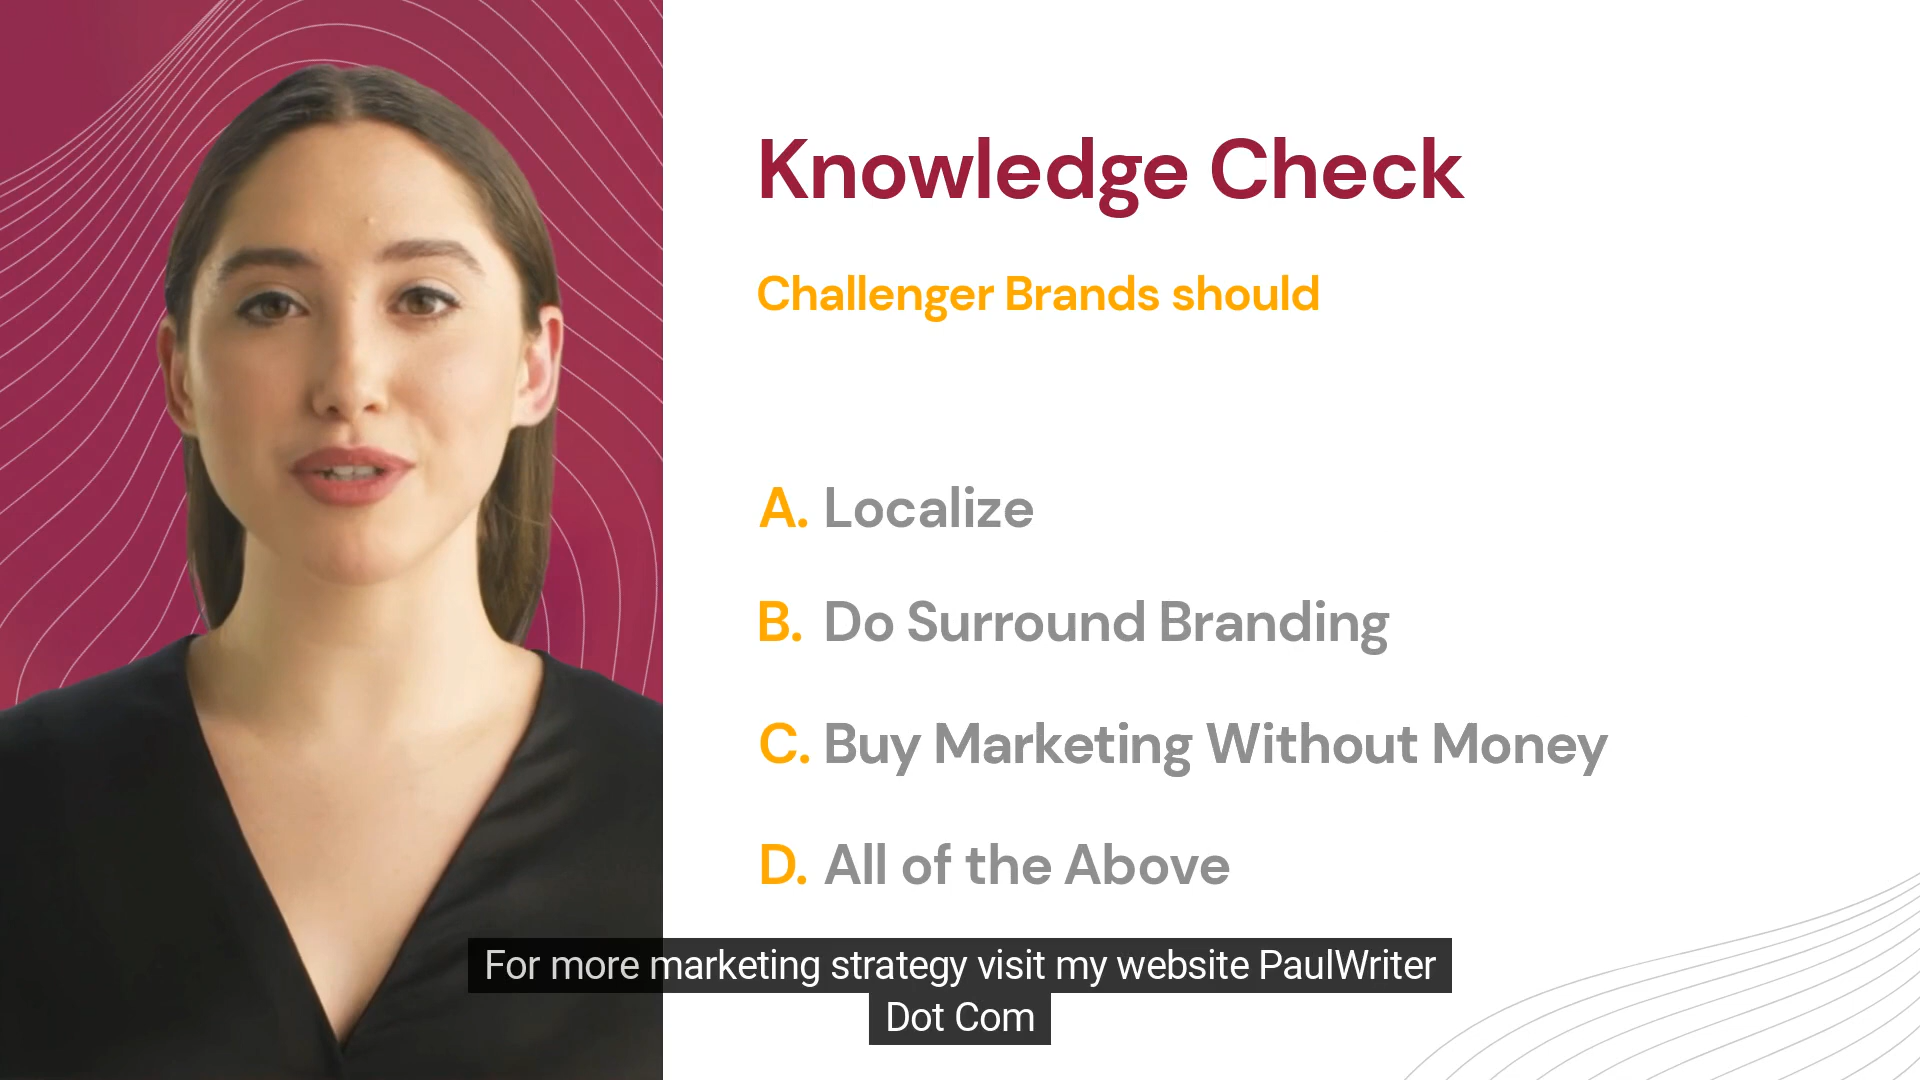 Knowledge Check
Challenger Brands should
A. Localize
B. Do Surround Branding
C. Buy Marketing Without Money
D. All of the Above
For more marketing strategy visit my website PaulWriter
Dot Com